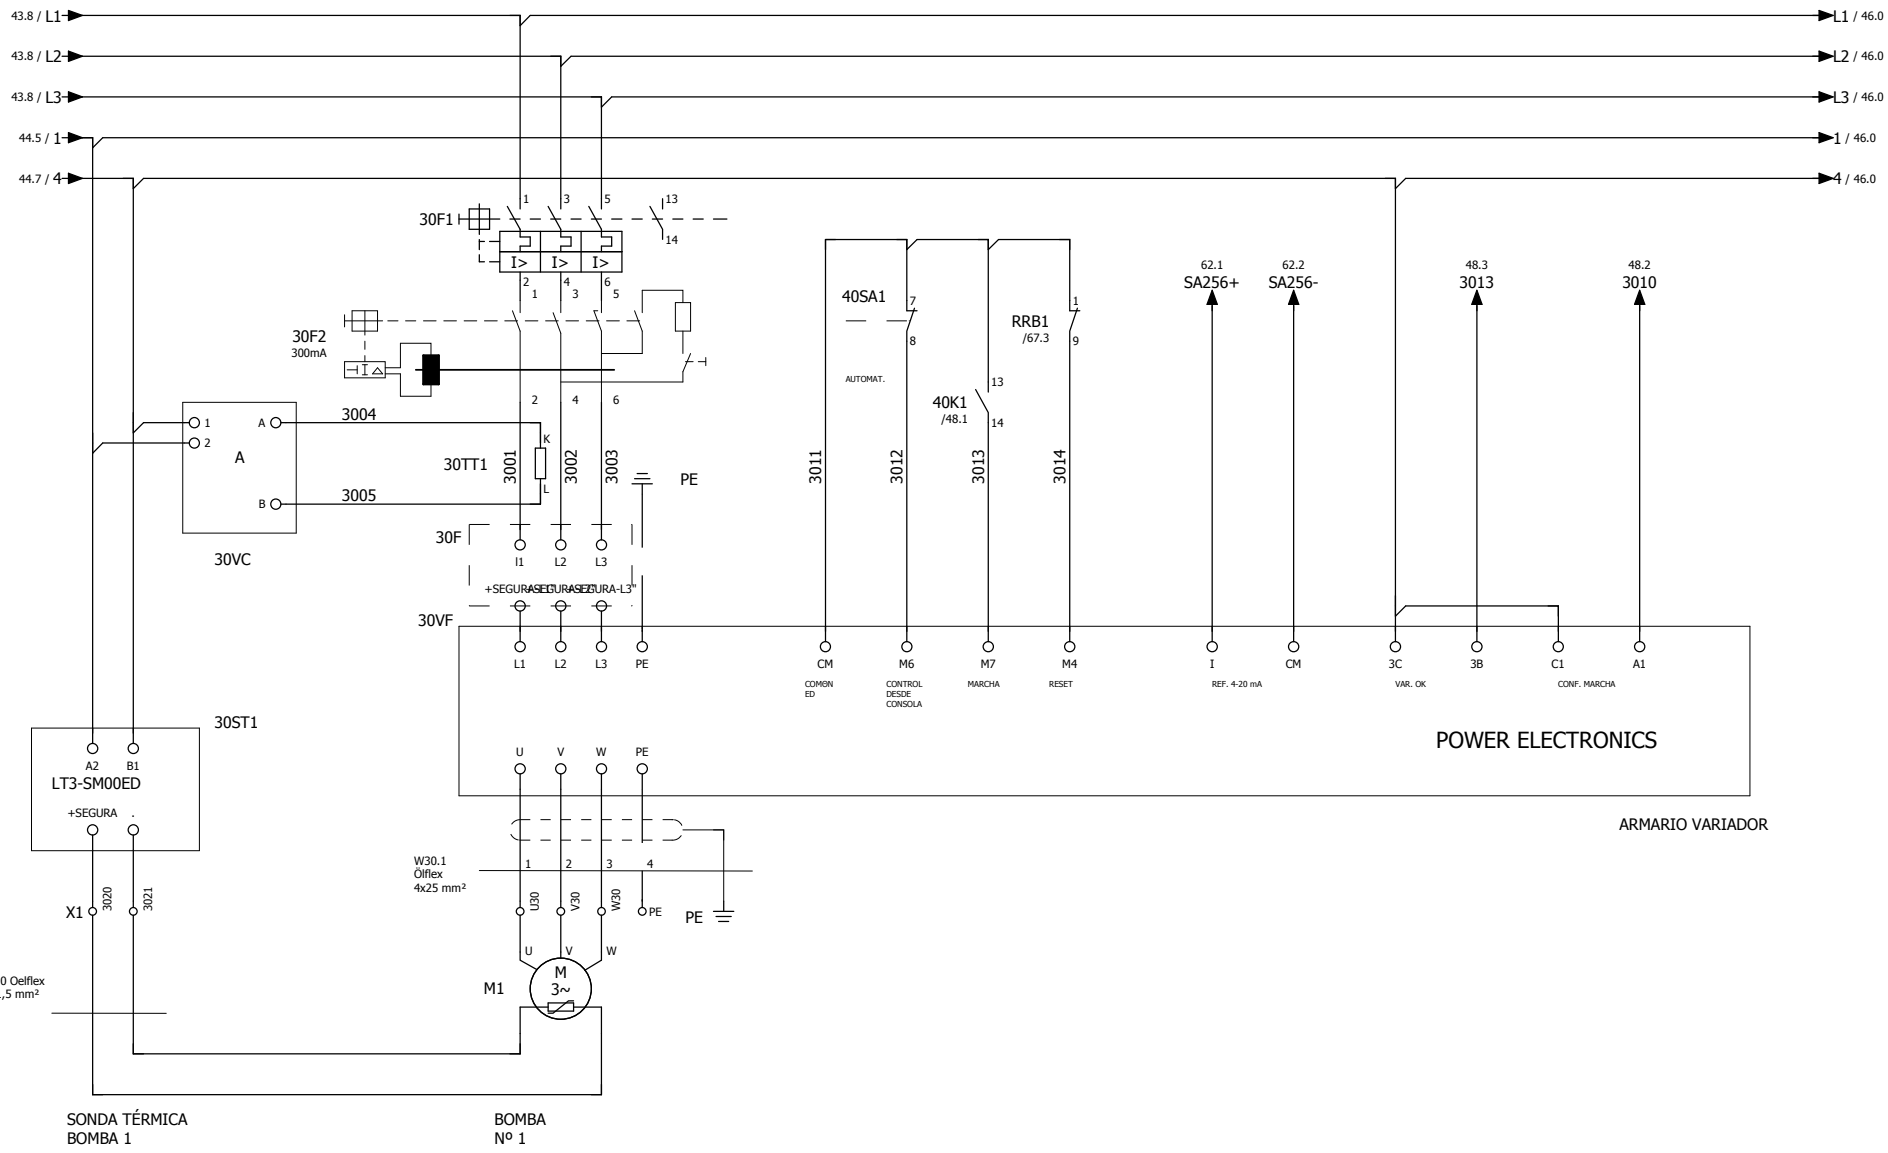 43.8 / L1
L1 / 46.0
43.8 / L2
L2 / 46.0
43.8 / L3
L3 / 46.0
44.5 / 1
1 / 46.0
44.7 / 4
4 / 46.0
1 3 5 13
30F1
14
I> I> I>
2 4 6
1 3 5
30F2
300mA
2 4 6
40SA1
7
8
AUTOMAT.
RRB1
/67.3
1
9
40K1
/48.1
13
14
62.1
SA256+
62.2
SA256-
48.3
3013
48.2
3010
1
2
A
A
B
3004
3005
30VC
30TT1
K
L
3001
3002
3003
PE
3011
3012
3013
3014
30F
I1 L2 L3
+SEGURA-L3"
30VF
L1 L2 L3 PE
CM M6 M7 M4
I CM 3C 3B C1 A1
CONTROL
DESDE
CONSOLA
ED
MARCHA
RESET
REF. 4-20 mA
VAR. OK
CONF. MARCHA
POWER ELECTRONICS
U V W PE
ARMARIO VARIADOR
30ST1
A2 B1
LT3-SM00ED
+SEGURA .
X1
3020
3021
W30.1
Ölflex
4x25 mm²
1 2 3 4
U30
V30
W30
PE
PE
U V W
M1
M
3~
0 Oelflex
,5 mm²
SONDA TÉRMICA
BOMBA 1
BOMBA
Nº 1